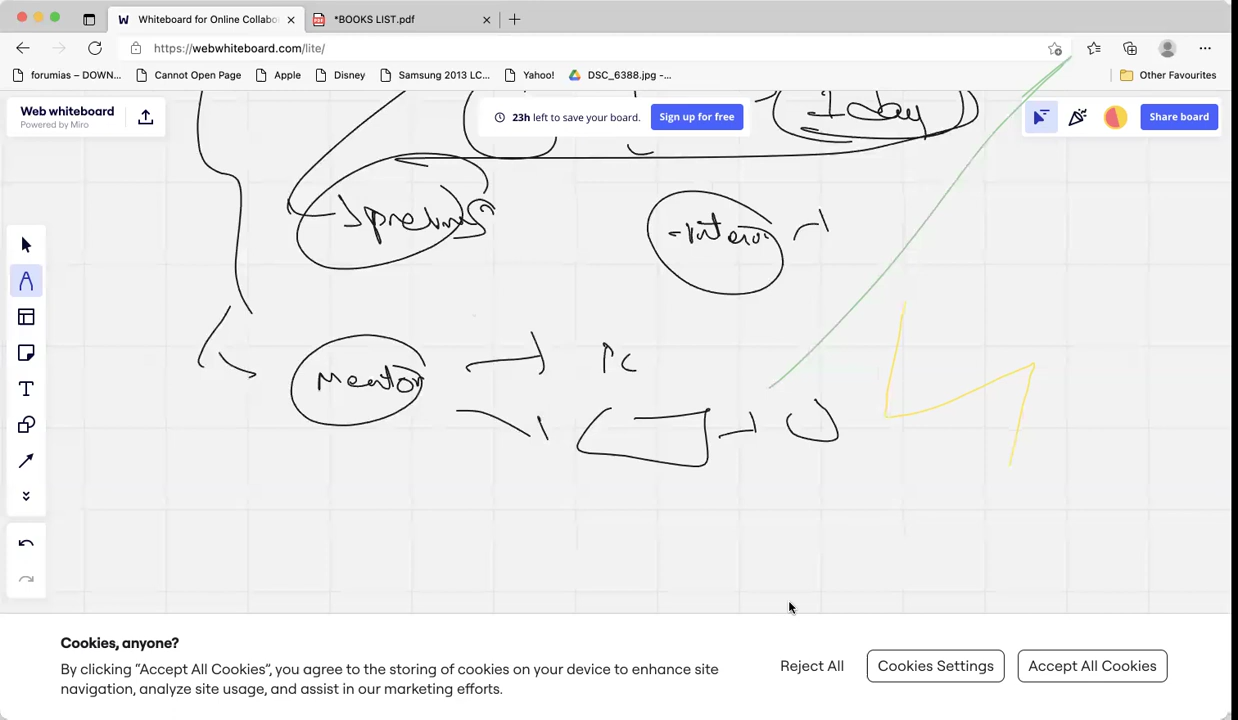 Whiteboard for Online Collabo
*BOOKS LIST.pdf
https://webwhiteboard.com/lite/
forumias – DOWN...
Cannot Open Page
Apple
Disney
Samsung 2013 LC...
Yahoo!
DSC_6388.jpg -...
Other Favourites
Web whiteboard
Powered by Miro
23h left to save your board.
Sign up for free
Share board
1 day
Mentor
Cookies, anyone?
By clicking “Accept All Cookies”, you agree to the storing of cookies on your device to enhance site
navigation, analyze site usage, and assist in our marketing efforts.
Reject All
Cookies Settings
Accept All Cookies